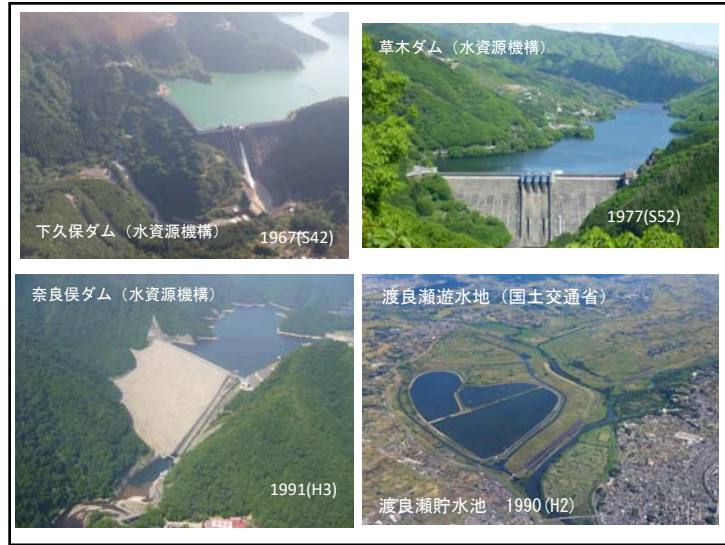 下久保ダム（水資源機構）
1967(S42)
草木ダム（水資源機構）
1977(S52)
奈良俣ダム（水資源機構）
1991(H3)
渡良瀬遊水地（国土交通省）
渡良瀬貯水池　1990(H2)